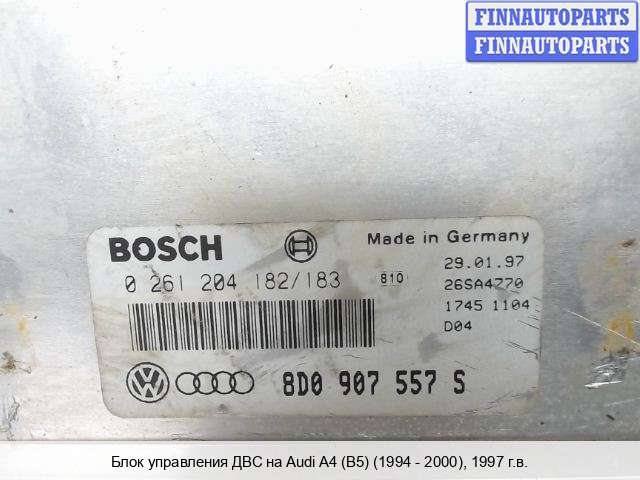 FINNAUTOPARTS
FINNAUTOPARTS
BOSCH
Made in Germany
0 261 204 182/183
810
29.01.97
26SA4770
1745 1104
D04
8D0 907 557 S
Блок управления ДВС на Audi A4 (B5) (1994 - 2000), 1997 г.в.